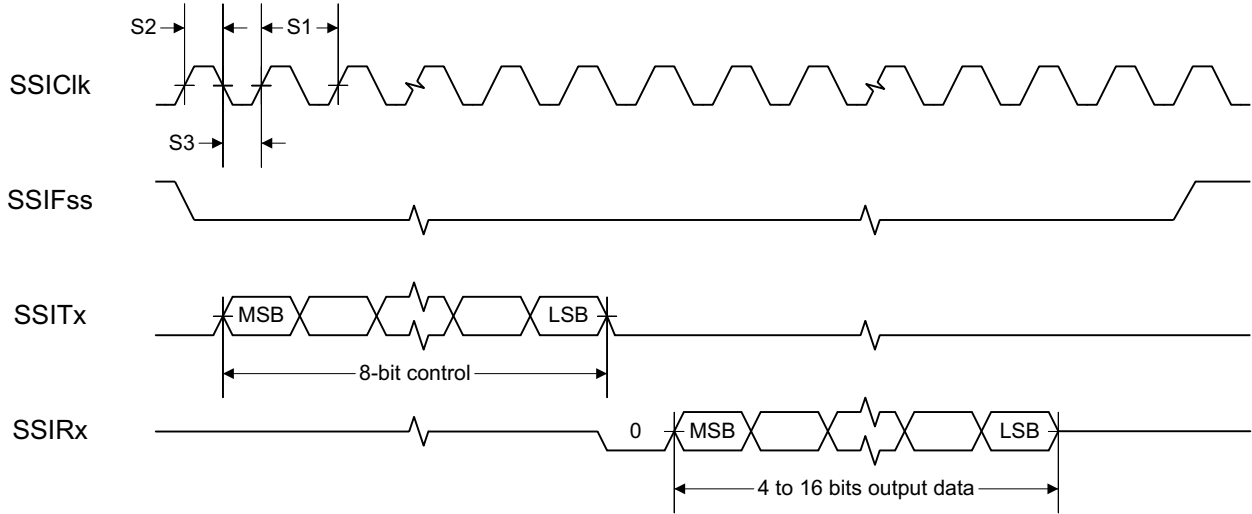 S2
S1
SSIClk
S3
SSIFss
SSITx
MSB
LSB
8-bit control
SSIRx
0
MSB
LSB
4 to 16 bits output data